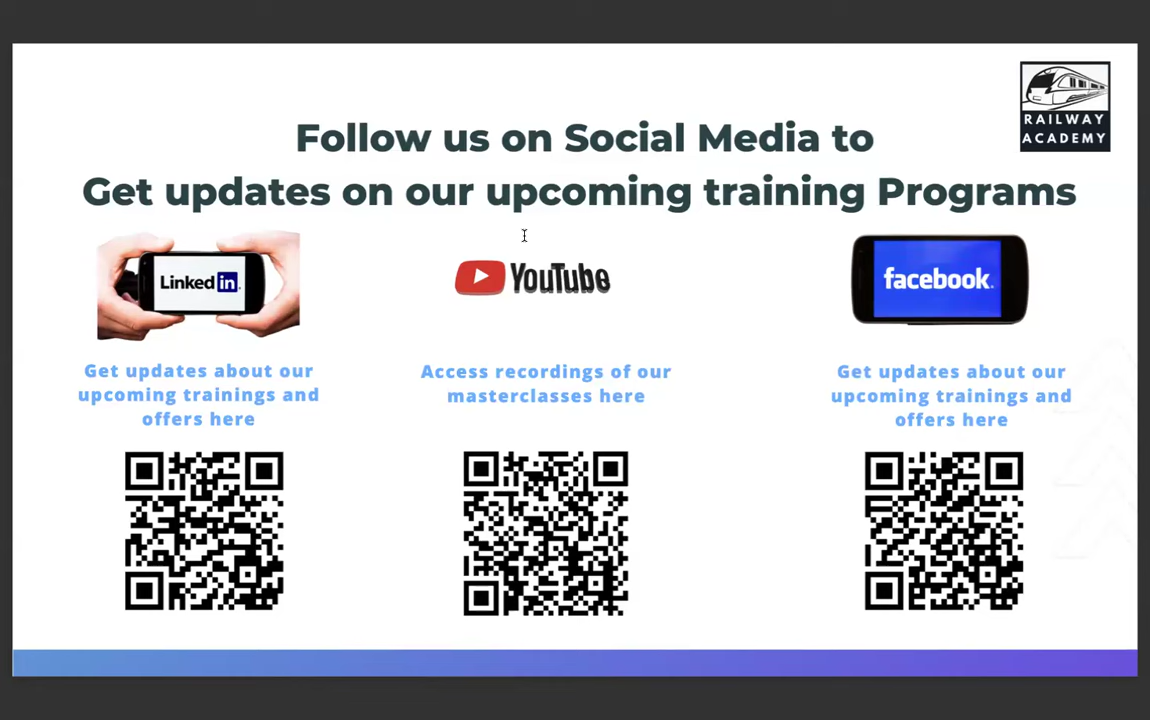 RAILWAY
ACADEMY
Follow us on Social Media to
Get updates on our upcoming training Programs
Linked in
Get updates about our
upcoming trainings and
offers here
YouTube
Access recordings of our
masterclasses here
facebook.
Get updates about our
upcoming trainings and
offers here